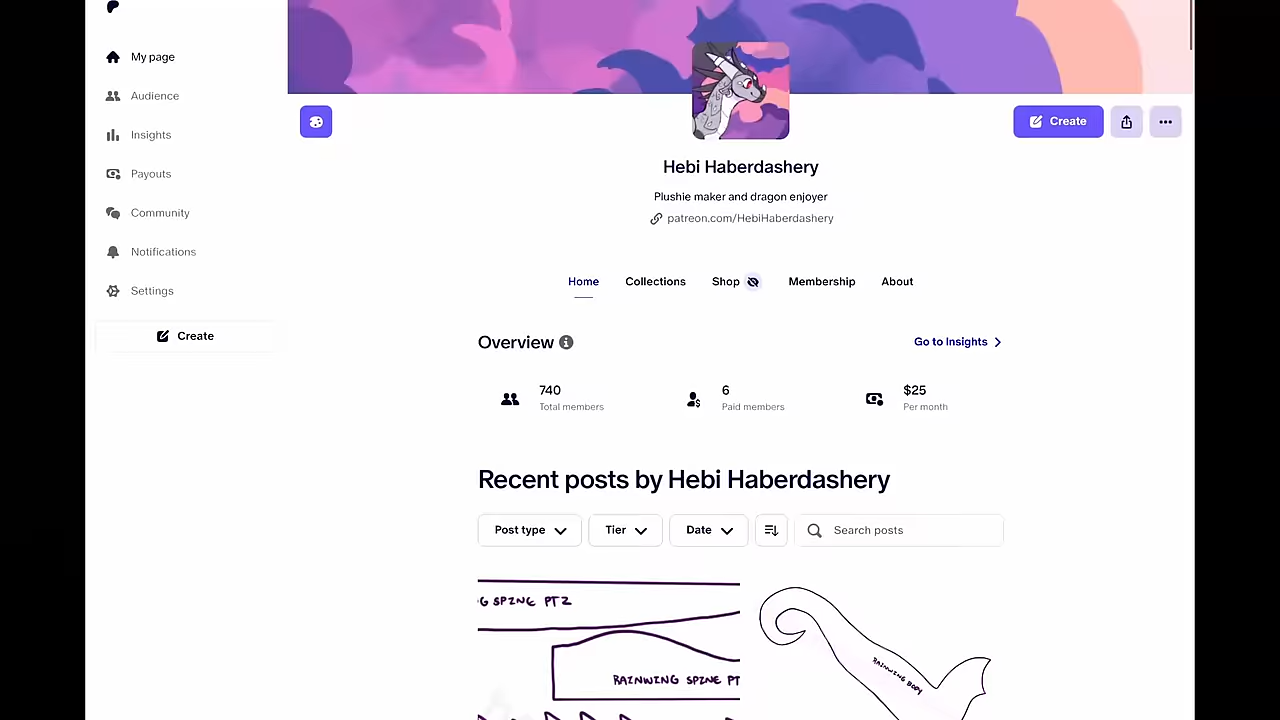 My page
Audience
Insights
Payouts
Community
Notifications
Settings
Create
Create
Hebi Haberdashery
Plushie maker and dragon enjoyer
patreon.com/HebiHaberdashery
Home Collections Shop Membership About
Overview
Go to Insights
740
Total members
6
Paid members
$25
Per month
Recent posts by Hebi Haberdashery
Post type Tier Date Search posts
G SPINE PT2
RAINWING SPINE PT
RAINWING BODY